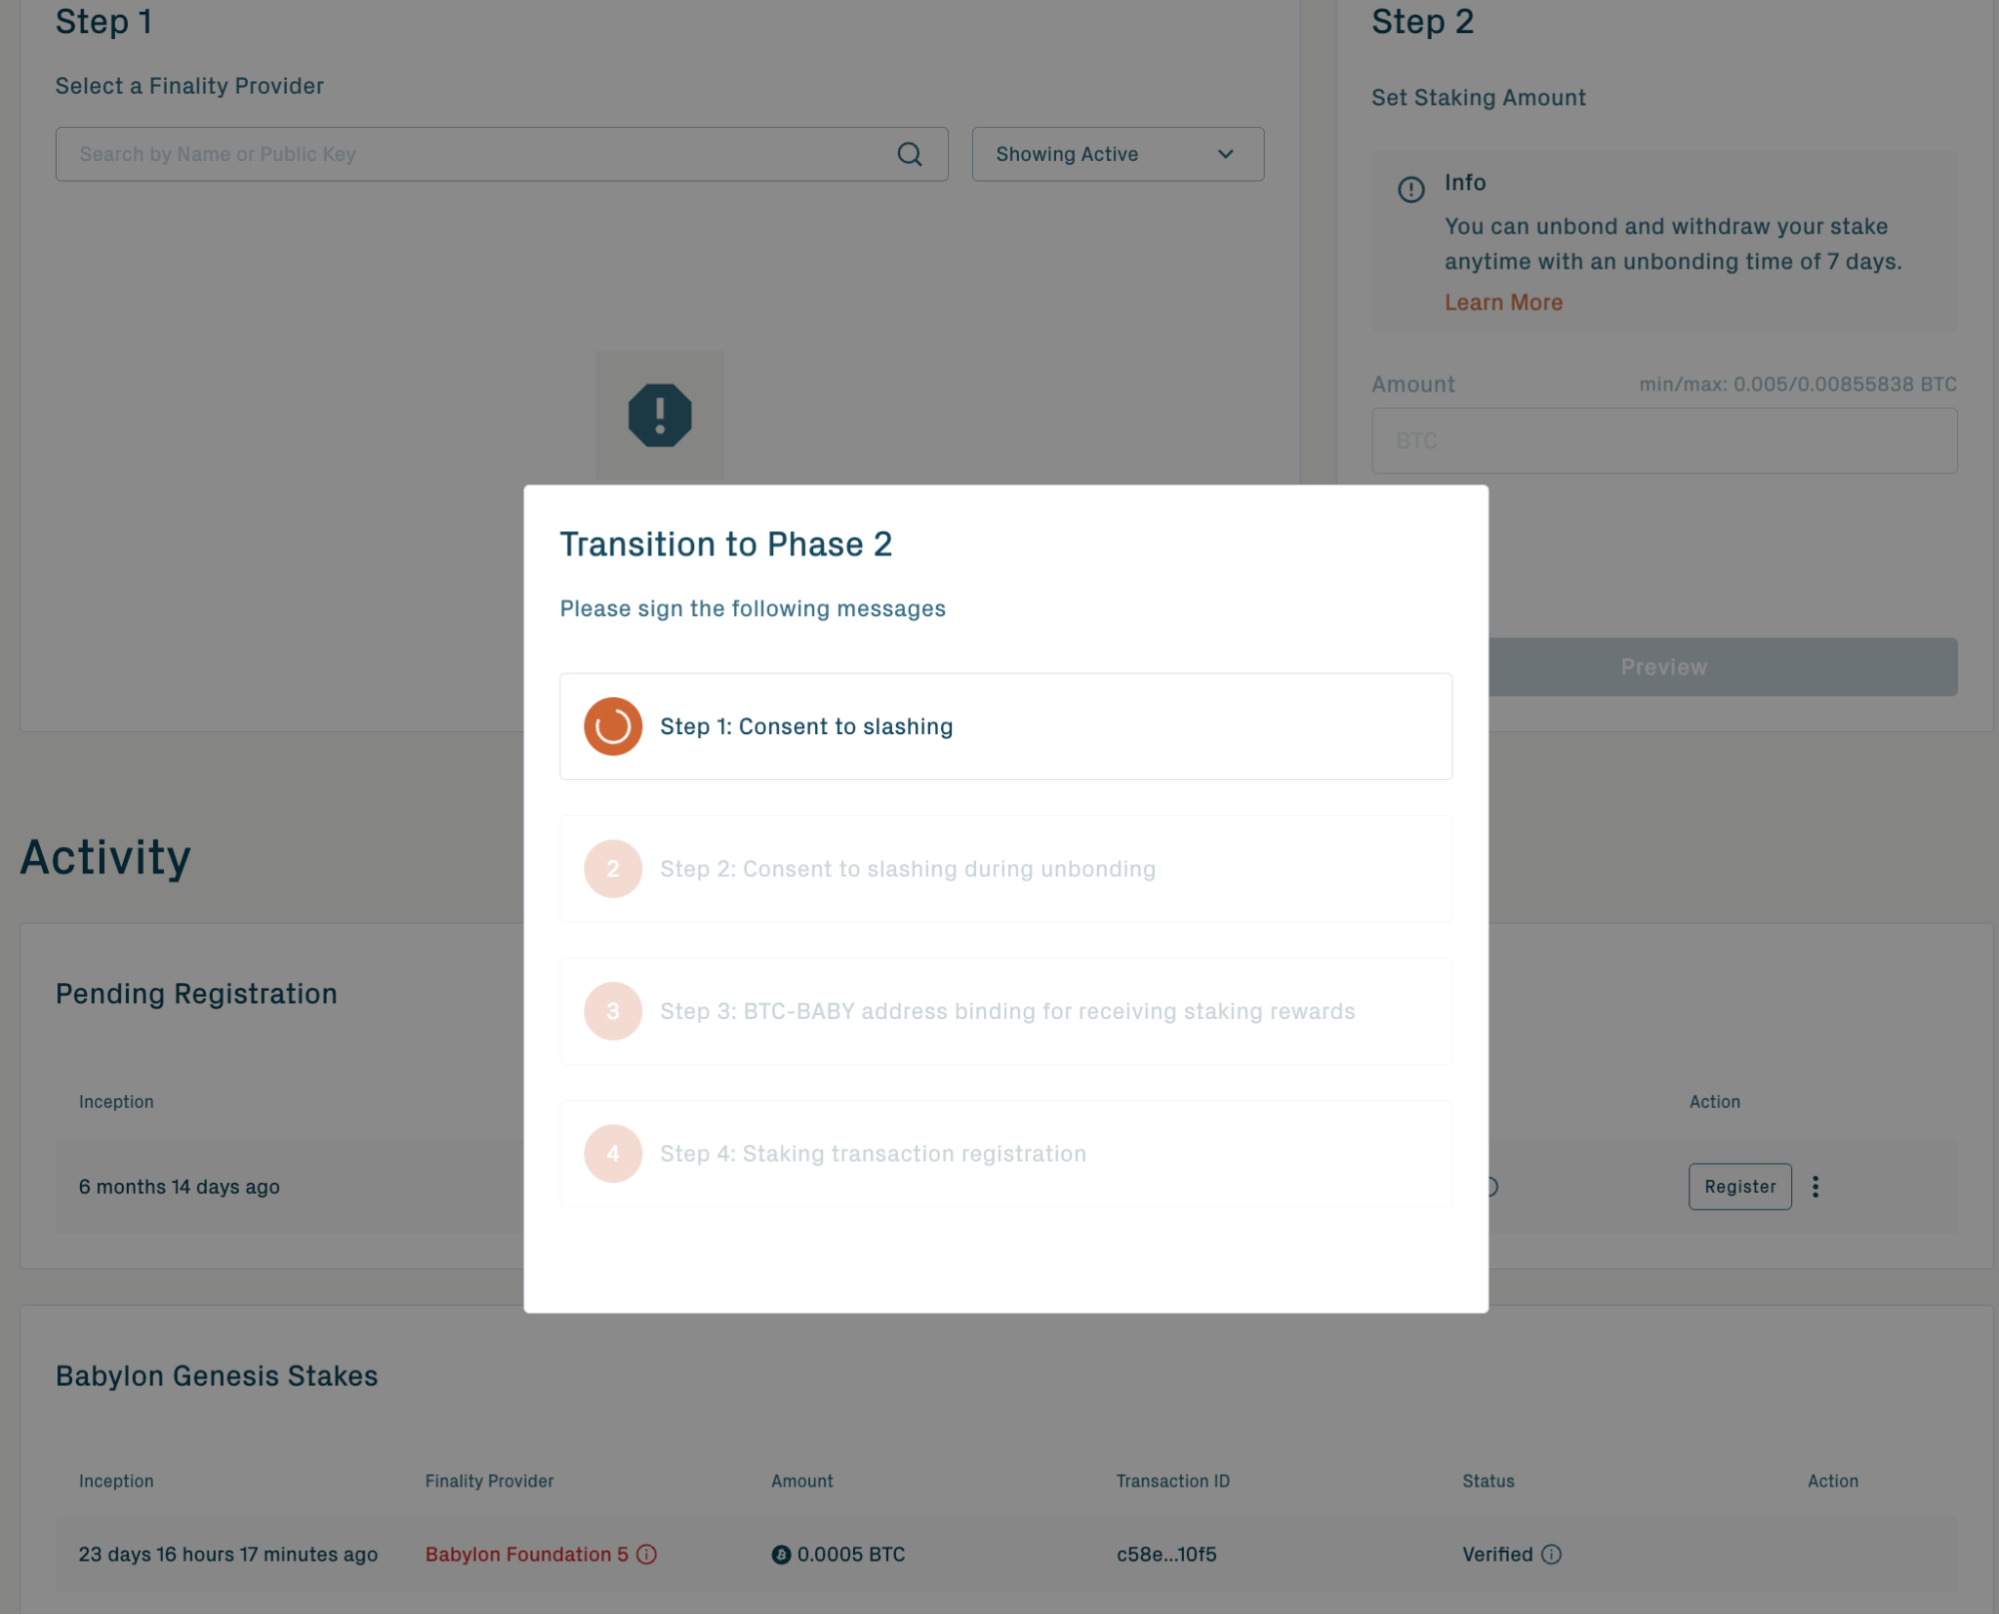 Step 1
Select a Finality Provider
Search by Name or Public Key
Showing Active
Step 2
Set Staking Amount
Info
You can unbond and withdraw your stake
anytime with an unbonding time of 7 days.
Learn More
Amount
min/max: 0.005/0.00855838 BTC
BTC
Preview
Transition to Phase 2
Please sign the following messages
Step 1: Consent to slashing
2
Step 2: Consent to slashing during unbonding
3
Step 3: BTC-BABY address binding for receiving staking rewards
4
Step 4: Staking transaction registration
Activity
Pending Registration
Inception
Action
6 months 14 days ago
Register
Babylon Genesis Stakes
Inception
Finality Provider
Amount
Transaction ID
Status
Action
23 days 16 hours 17 minutes ago
Babylon Foundation 5
0.0005 BTC
c58e...10f5
Verified